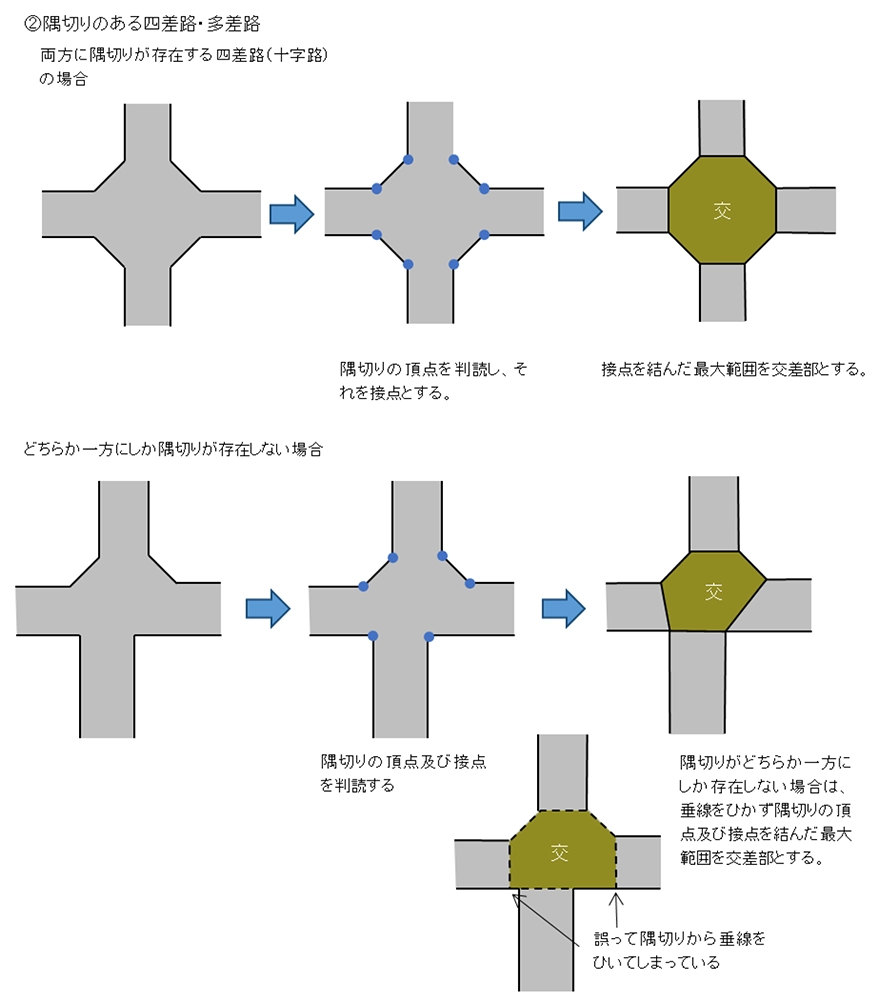 ②隅切りのある四差路・多差路
両方に隅切りが存在する四差路(十字路)
の場合
交
隅切りの頂点を判読し、そ
れを接点とする。
接点を結んだ最大範囲を交差部とする。
どちらか一方にしか隅切りが存在しない場合
交
隅切りの頂点及び接点
を判読する
隅切りがどちらか一方に
しか存在しない場合は、
垂線をひかず隅切りの頂
点及び接点を結んだ最大
範囲を交差部とする。
交
誤って隅切りから垂線を
ひいてしまっている